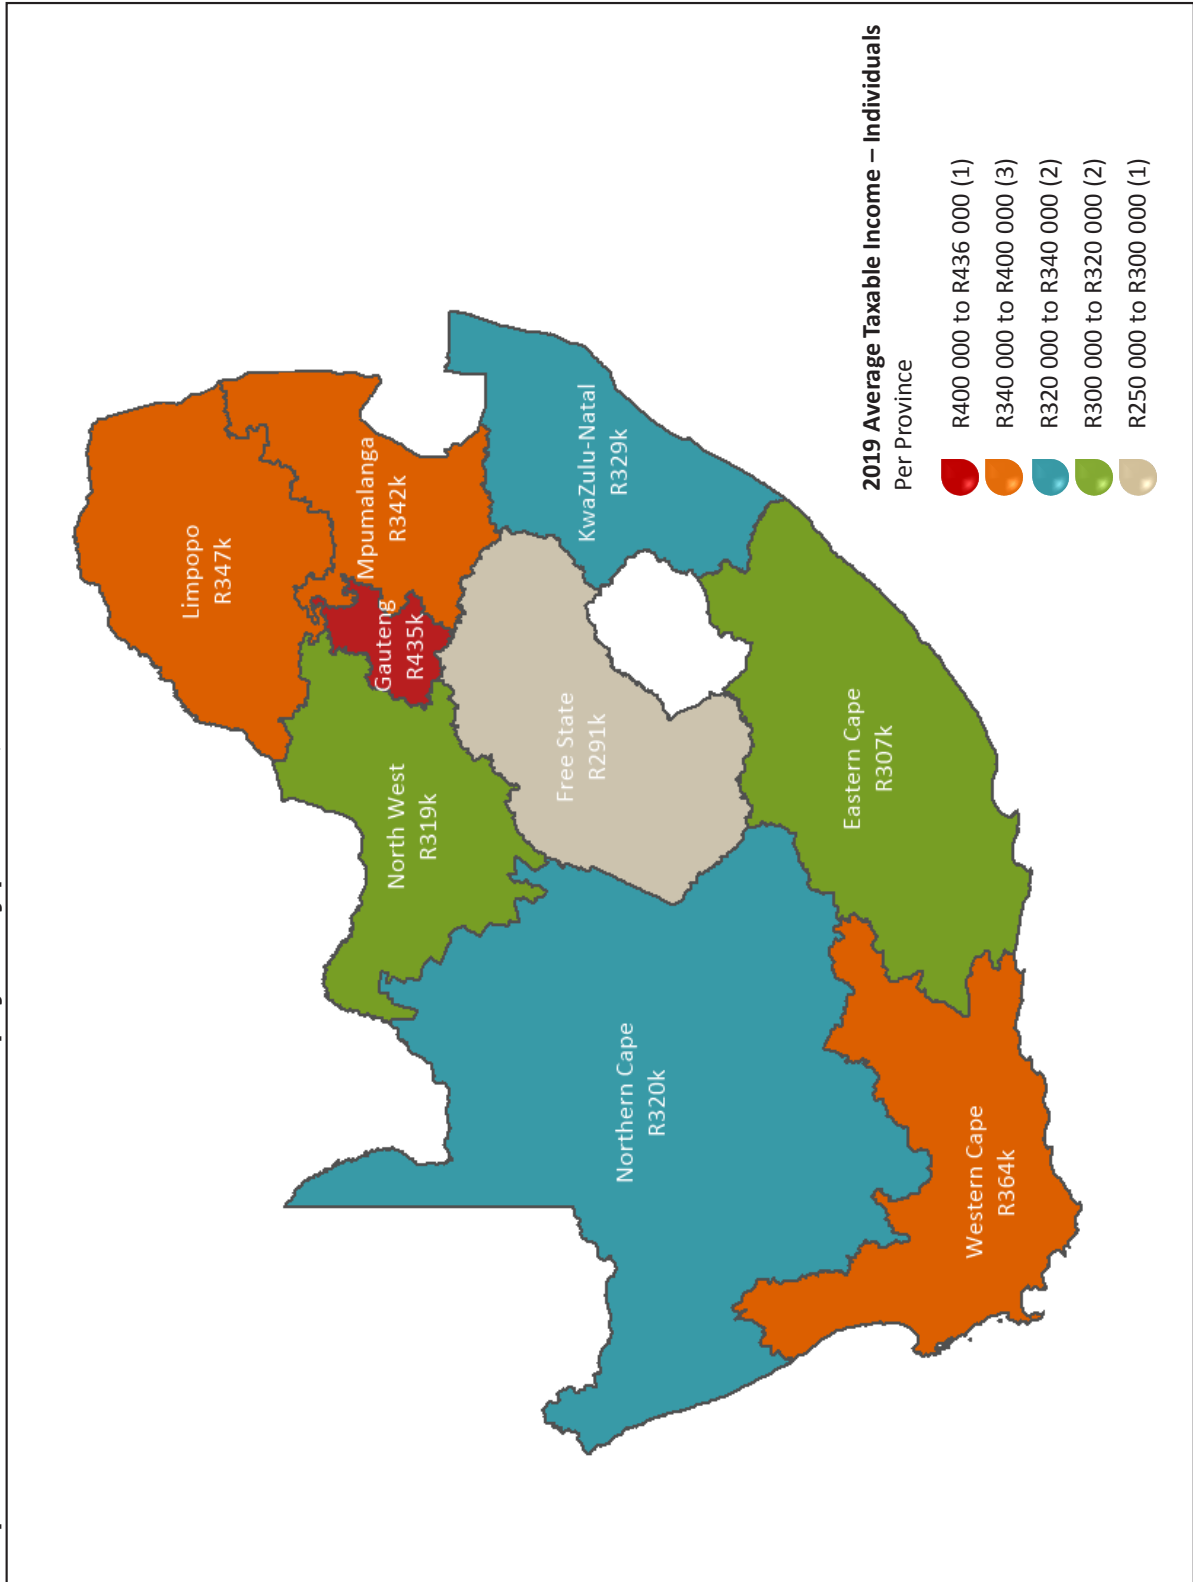 Limpopo
R347k
Mpumalanga
R342k
Gauteng
R435k
North West
R319k
KwaZulu-Natal
R329k
Free State
R291k
Northern Cape
R320k
Eastern Cape
R307k
Western Cape
R364k
2019 Average Taxable Income – Individuals
Per Province
R400 000 to R436 000 (1)
R340 000 to R400 000 (3)
R320 000 to R340 000 (2)
R300 000 to R320 000 (2)
R250 000 to R300 000 (1)